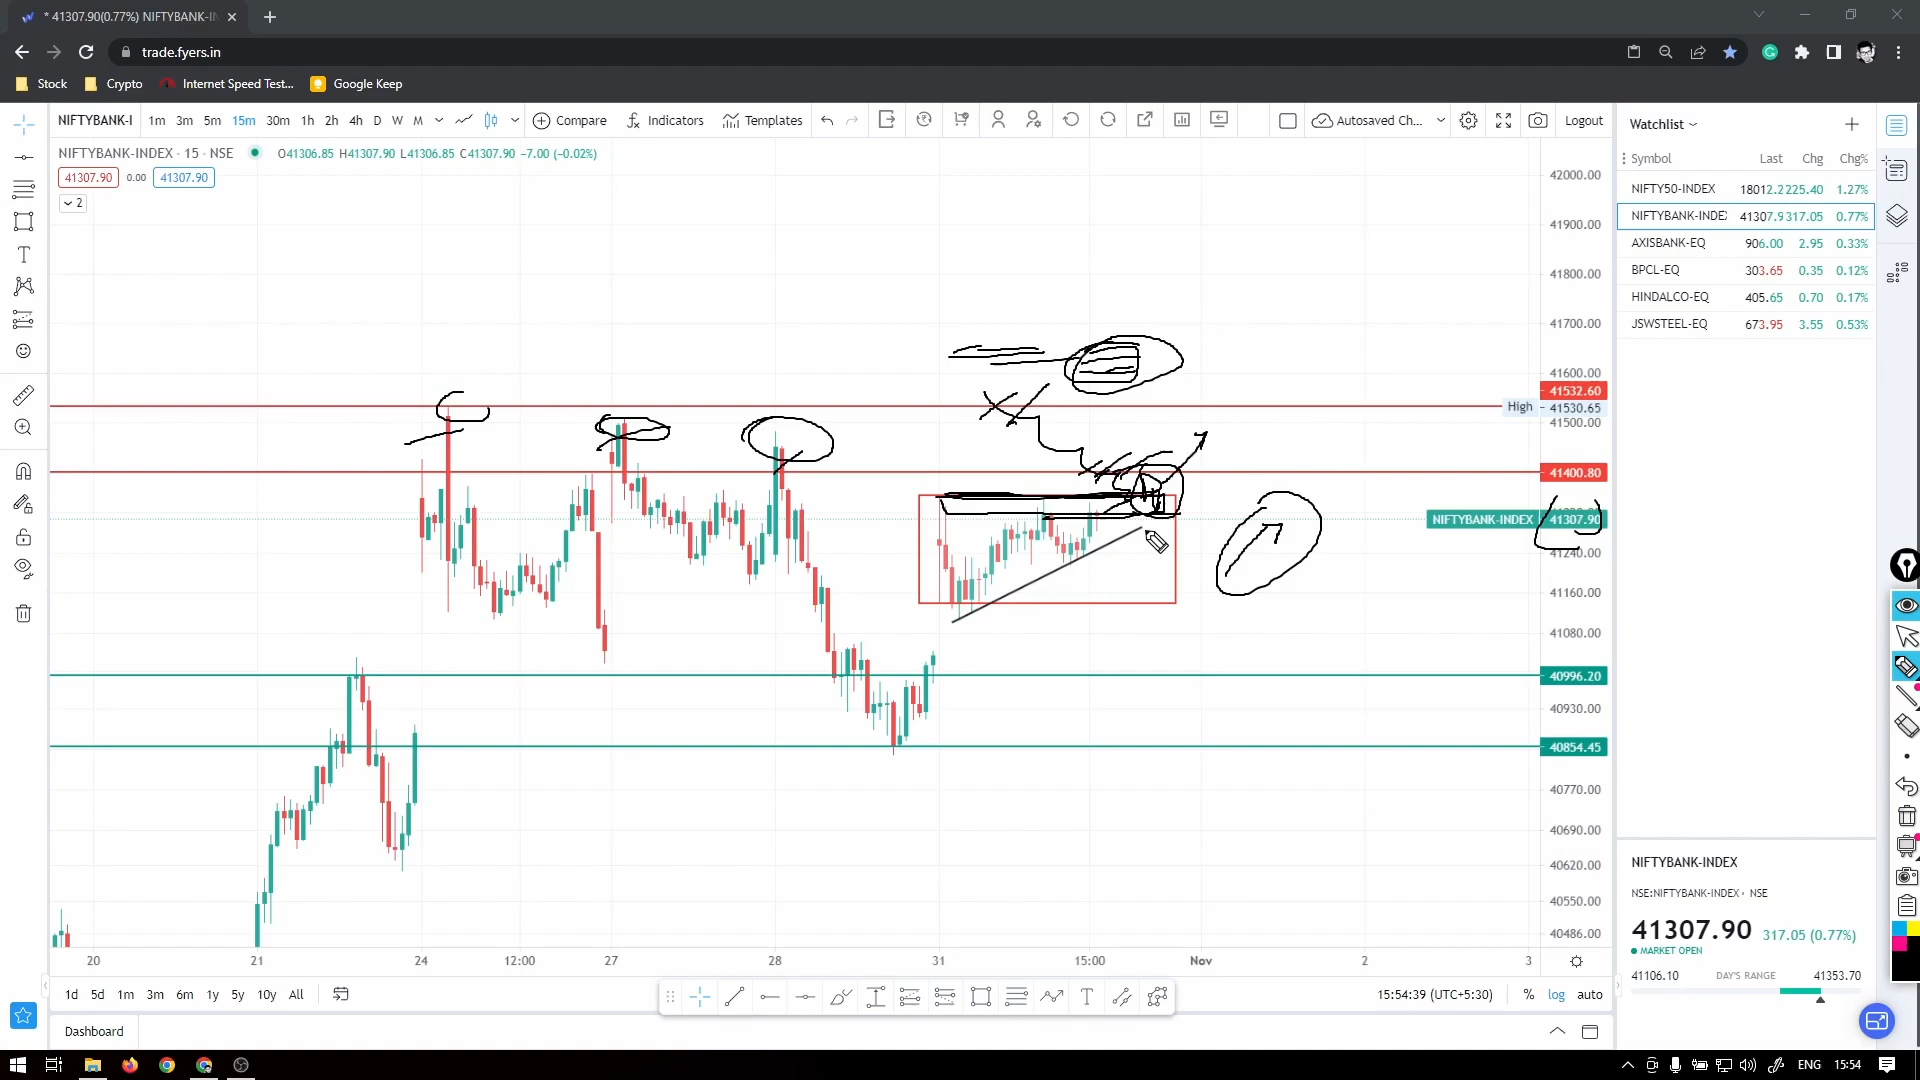 * 41307.90(0.77%) NIFTYBANK-IN
trade.fyers.in
Stock Crypto Internet Speed Test... Google Keep
NIFTYBANK-I 1m 3m 5m 15m 30m 1h 2h 4h D W M Compare Indicators Templates Autosaved Ch... Logout
NIFTYBANK-INDEX · 15 · NSE O41306.85 H41307.90 L41306.85 C41307.90 −7.00 (−0.02%)
41307.90 0.00 41307.90
2
42000.00
41900.00
41800.00
41700.00
41600.00
41532.60
High 41530.65
41500.00
41400.80
NIFTYBANK-INDEX 41307.90
41240.00
41160.00
41080.00
40996.20
40930.00
40854.45
40770.00
40690.00
40620.00
40550.00
40486.00
20 21 24 12:00 27 28 31 15:00 Nov 2 3
1d 5d 1m 3m 6m 1y 5y 10y All 15:54:39 (UTC+5:30) % log auto
Dashboard
Watchlist
Symbol Last Chg Chg%
NIFTY50-INDEX 18012.2 225.40 1.27%
NIFTYBANK-INDE 41307.9 317.05 0.77%
AXISBANK-EQ 906.00 2.95 0.33%
BPCL-EQ 303.65 0.35 0.12%
HINDALCO-EQ 405.65 0.70 0.17%
JSWSTEEL-EQ 673.95 3.55 0.53%
NIFTYBANK-INDEX
NSE:NIFTYBANK-INDEX · NSE
41307.90 317.05 (0.77%)
MARKET OPEN
41106.10 DAY'S RANGE 41353.70
ENG 15:54